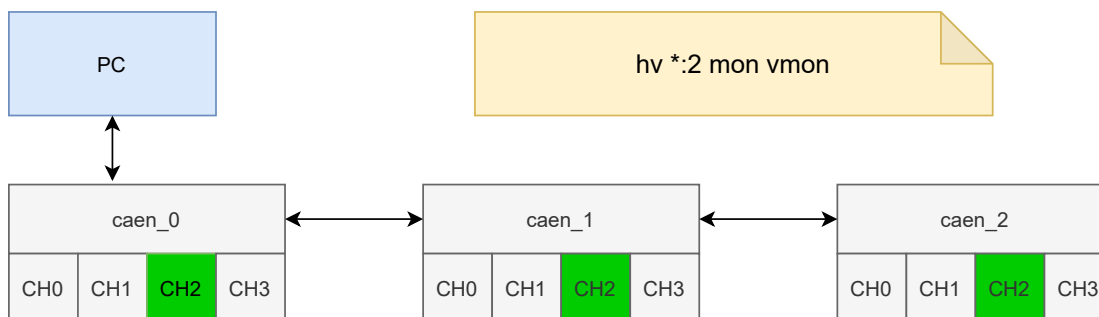 PC
hv *:2 mon vmon
caen_0
caen_1
caen_2
CH0 CH1 CH2 CH3
CH0 CH1 CH2 CH3
CH0 CH1 CH2 CH3